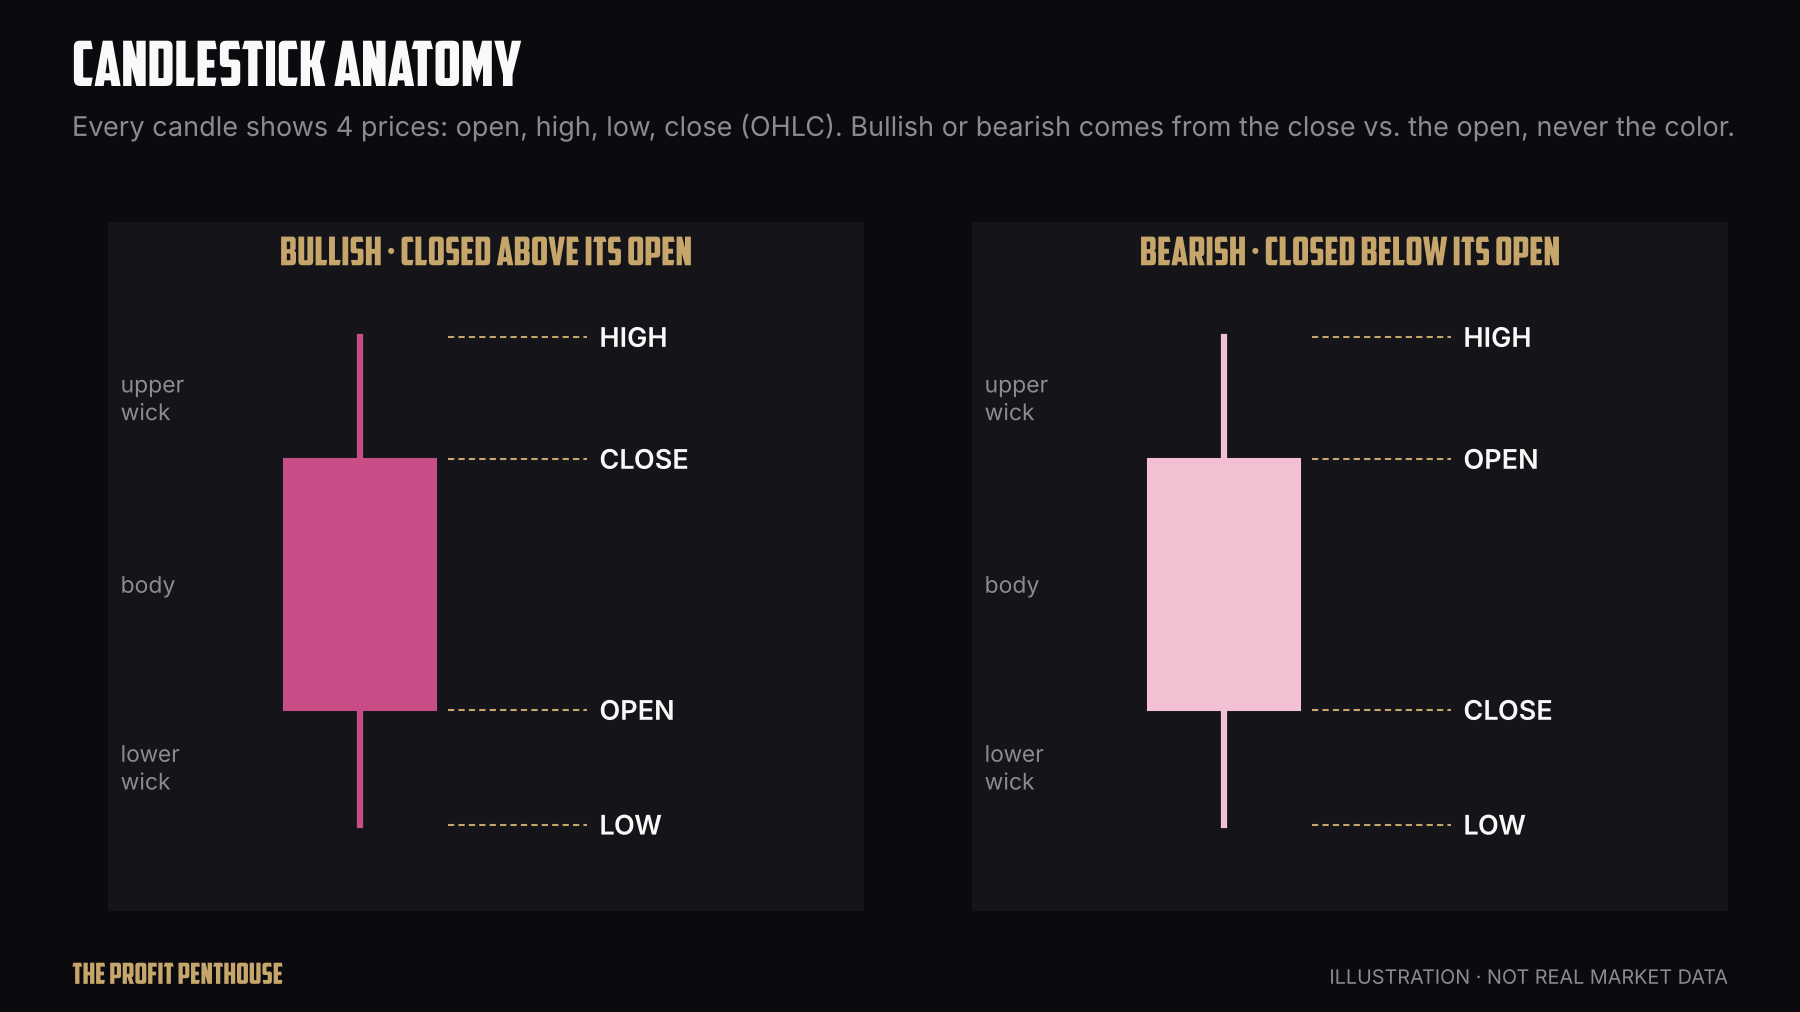 CANDLESTICK ANATOMY
Every candle shows 4 prices: open, high, low, close (OHLC). Bullish or bearish comes from the close vs. the open, never the color.
BULLISH · CLOSED ABOVE ITS OPEN
HIGH
upper
wick
CLOSE
body
OPEN
lower
wick
LOW
BEARISH · CLOSED BELOW ITS OPEN
HIGH
upper
wick
OPEN
body
CLOSE
lower
wick
LOW
THE PROFIT PENTHOUSE
ILLUSTRATION · NOT REAL MARKET DATA